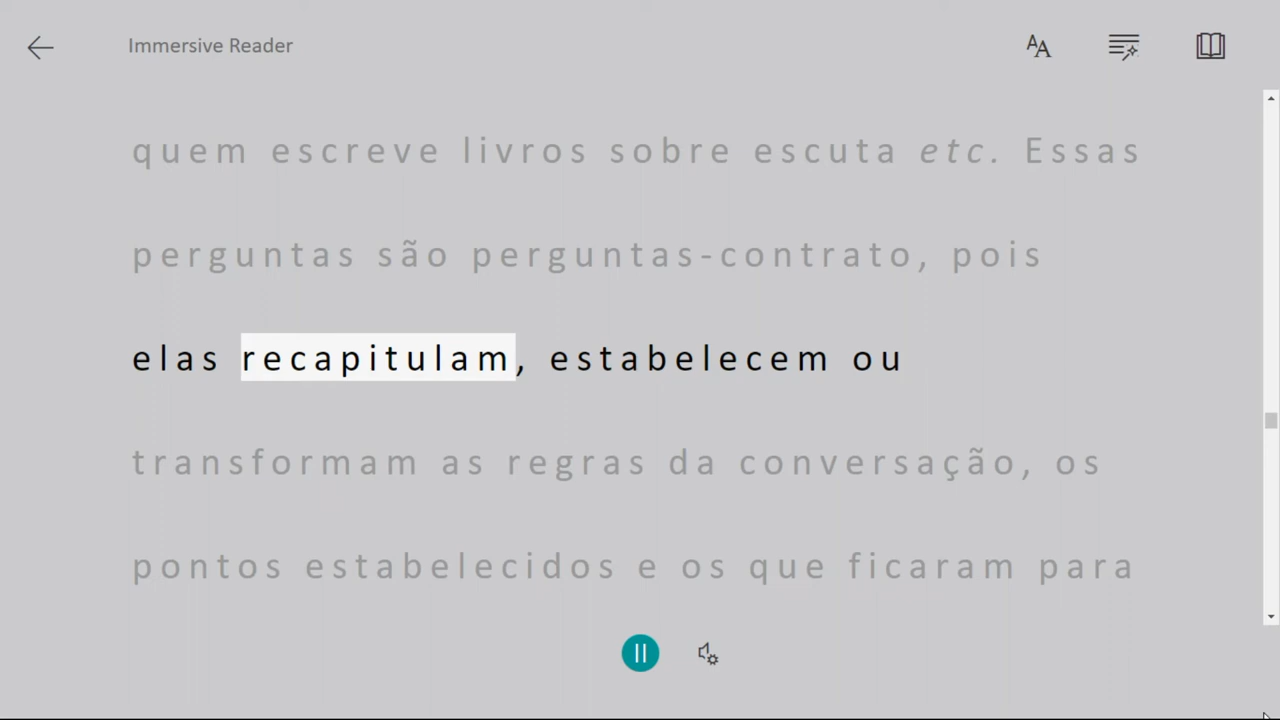 Immersive Reader
quem escreve livros sobre escuta etc. Essas
perguntas são perguntas-contrato, pois
elas recapitulam, estabelecem ou
transformam as regras da conversação, os
pontos estabelecidos e os que ficaram para